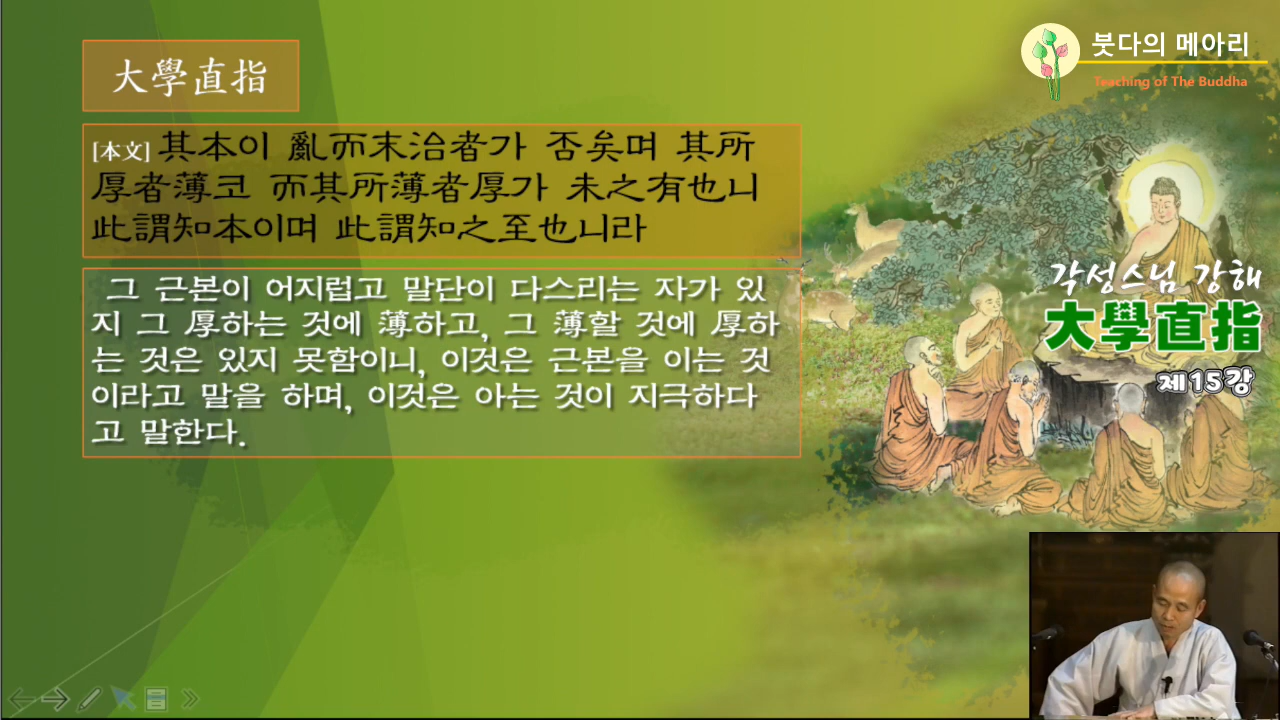 大學直指
[本文] 其本이 亂而末治者가 否矣며 其所
厚者薄코 而其所薄者厚가 未之有也니
此謂知本이며 此謂知之至也니라
그 근본이 어지럽고 말단이 다스리는 자가 있
지 그 厚하는 것에 薄하고, 그 薄할 것에 厚하
는 것은 있지 못함이니, 이것은 근본을 이는 것
이라고 말을 하며, 이것은 아는 것이 지극하다
고 말한다.
붓다의 메아리
Teaching of The Buddha
각성스님 강해
大學直指
제15강